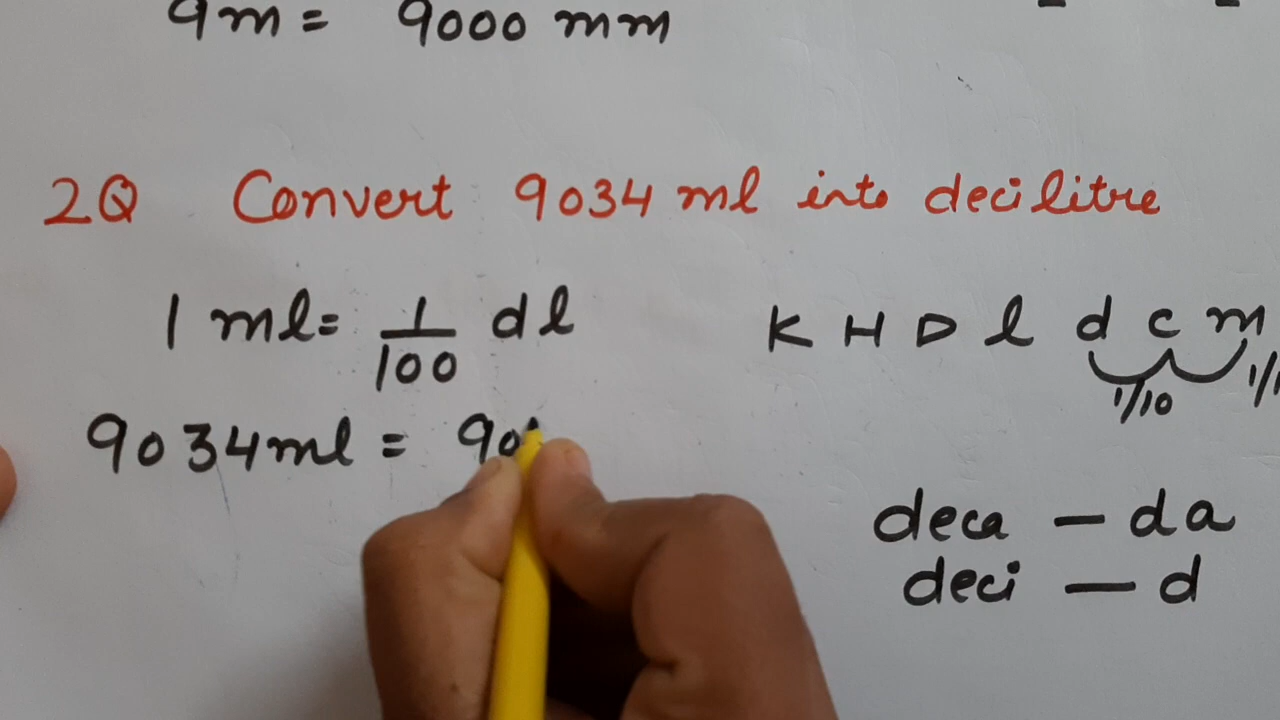 9m = 9000 mm
2Q Convert 9034 ml into decilitre
1 ml = 1/100 dl
K H D l d c m
1/10
9034ml = 90
deca — da
deci — d